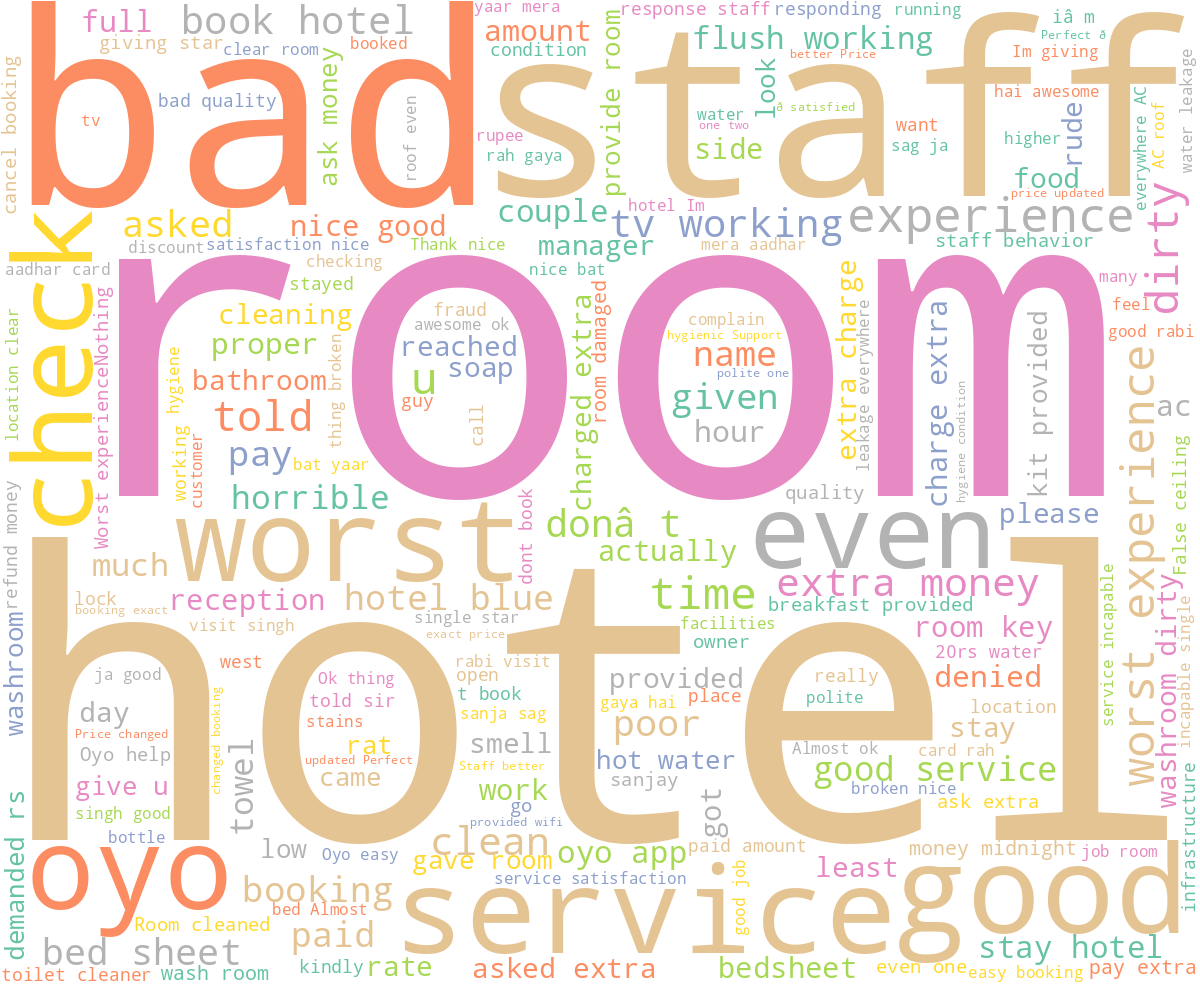 yaar mera
response staff
responding
running
iâ m
full
book hotel
amount
giving star
clear room
booked
condition
flush working
Perfect ð
better Price
Im giving
bad
staff
cancel booking
bad quality
ask money
roof even
provide room
look
ð satisfied
hai awesome
everywhere AC
AC roof
water leakage
tv
rupee
water
one two
want
higher
rude
rah gaya
side
sag ja
food
price updated
dirty
check
asked
nice good
couple
hotel Im
tv working
experience
discount
satisfaction nice
Thank nice
manager
mera aadhar
staff behavior
aadhar card
checking
nice bat
stayed
many
room
location clear
Worst experienceNothing
cleaning
fraud
awesome ok
charged extra
room damaged
complain
hygienic Support
extra charge
leakage everywhere
charge extra
feel
good rabi
proper
reached
name
kit provided
hygiene
thing broken
bathroom
u
soap
polite one
given
hygiene condition
ac
told
guy
call
hour
working
customer
pay
bat yaar
horrible
quality
please
worst experience
False ceiling
refund money
worst
dont book
donâ t
even
much
actually
lock
reception
hotel blue
time
extra money
washroom dirty
service incapable
incapable single
booking exact
single star
breakfast provided
visit singh
exact price
facilities
owner
room key
washroom
hotel
west
rabi visit
20rs water
ja good
Ok thing
open
provided
place
really
denied
told sir
t book
gaya hai
polite
location
day
changed booking
stains
sanja sag
poor
stay
Price changed
rat
smell
Almost ok
card rah
Oyo help
towel
updated Perfect
Staff better
hot water
good service
give u
came
work
sanjay
broken nice
ask extra
singh good
go
got
demanded rs
infrastructure
bottle
provided wifi
oyo
low
Oyo easy
clean
gave room
oyo app
paid amount
least
money midnight
job room
booking
service satisfaction
service
good
bed Almost
good job
Room cleaned
paid
bed sheet
stay hotel
toilet cleaner
wash room
kindly
rate
asked extra
bedsheet
even one
easy booking
pay extra